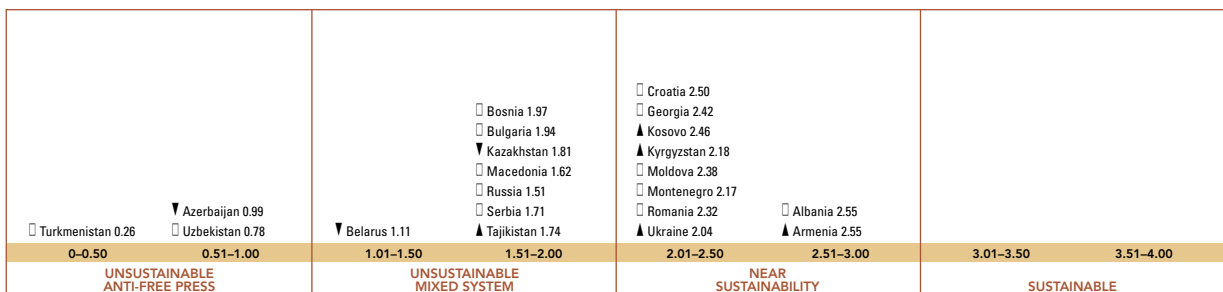 Croatia 2.50
Georgia 2.42
Kosovo 2.46
Kyrgyzstan 2.18
Moldova 2.38
Montenegro 2.17
Romania 2.32
Ukraine 2.04
Bosnia 1.97
Bulgaria 1.94
Kazakhstan 1.81
Macedonia 1.62
Russia 1.51
Serbia 1.71
Tajikistan 1.74
Azerbaijan 0.99
Uzbekistan 0.78
Turkmenistan 0.26
Belarus 1.11
Albania 2.55
Armenia 2.55
0–0.50
0.51–1.00
1.01–1.50
1.51–2.00
2.01–2.50
2.51–3.00
3.01–3.50
3.51–4.00
UNSUSTAINABLE
ANTI-FREE PRESS
UNSUSTAINABLE
MIXED SYSTEM
NEAR
SUSTAINABILITY
SUSTAINABLE